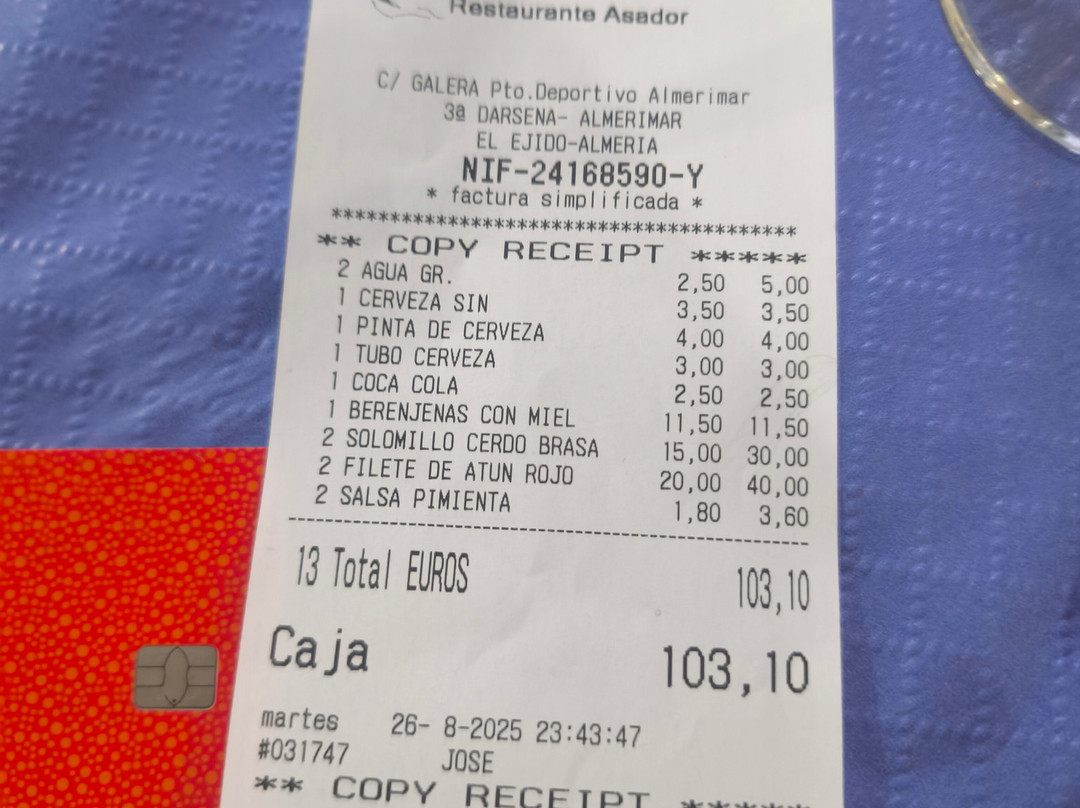 Restaurante Asador
C/ GALERA Pto.Deportivo Almerimar
3ª DARSENA- ALMERIMAR
EL EJIDO-ALMERIA
NIF-24168590-Y
* factura simplificada *
****************************************
** COPY RECEIPT *****
2 AGUA GR. 2,50 5,00
1 CERVEZA SIN 3,50 3,50
1 PINTA DE CERVEZA 4,00 4,00
1 TUBO CERVEZA 3,00 3,00
1 COCA COLA 2,50 2,50
1 BERENJENAS CON MIEL 11,50 11,50
2 SOLOMILLO CERDO BRASA 15,00 30,00
2 FILETE DE ATUN ROJO 20,00 40,00
2 SALSA PIMIENTA 1,80 3,60
13 Total EUROS 103,10
Caja 103,10
martes 26- 8-2025 23:43:47
#031747 JOSE
** COPY RECEIPT *****